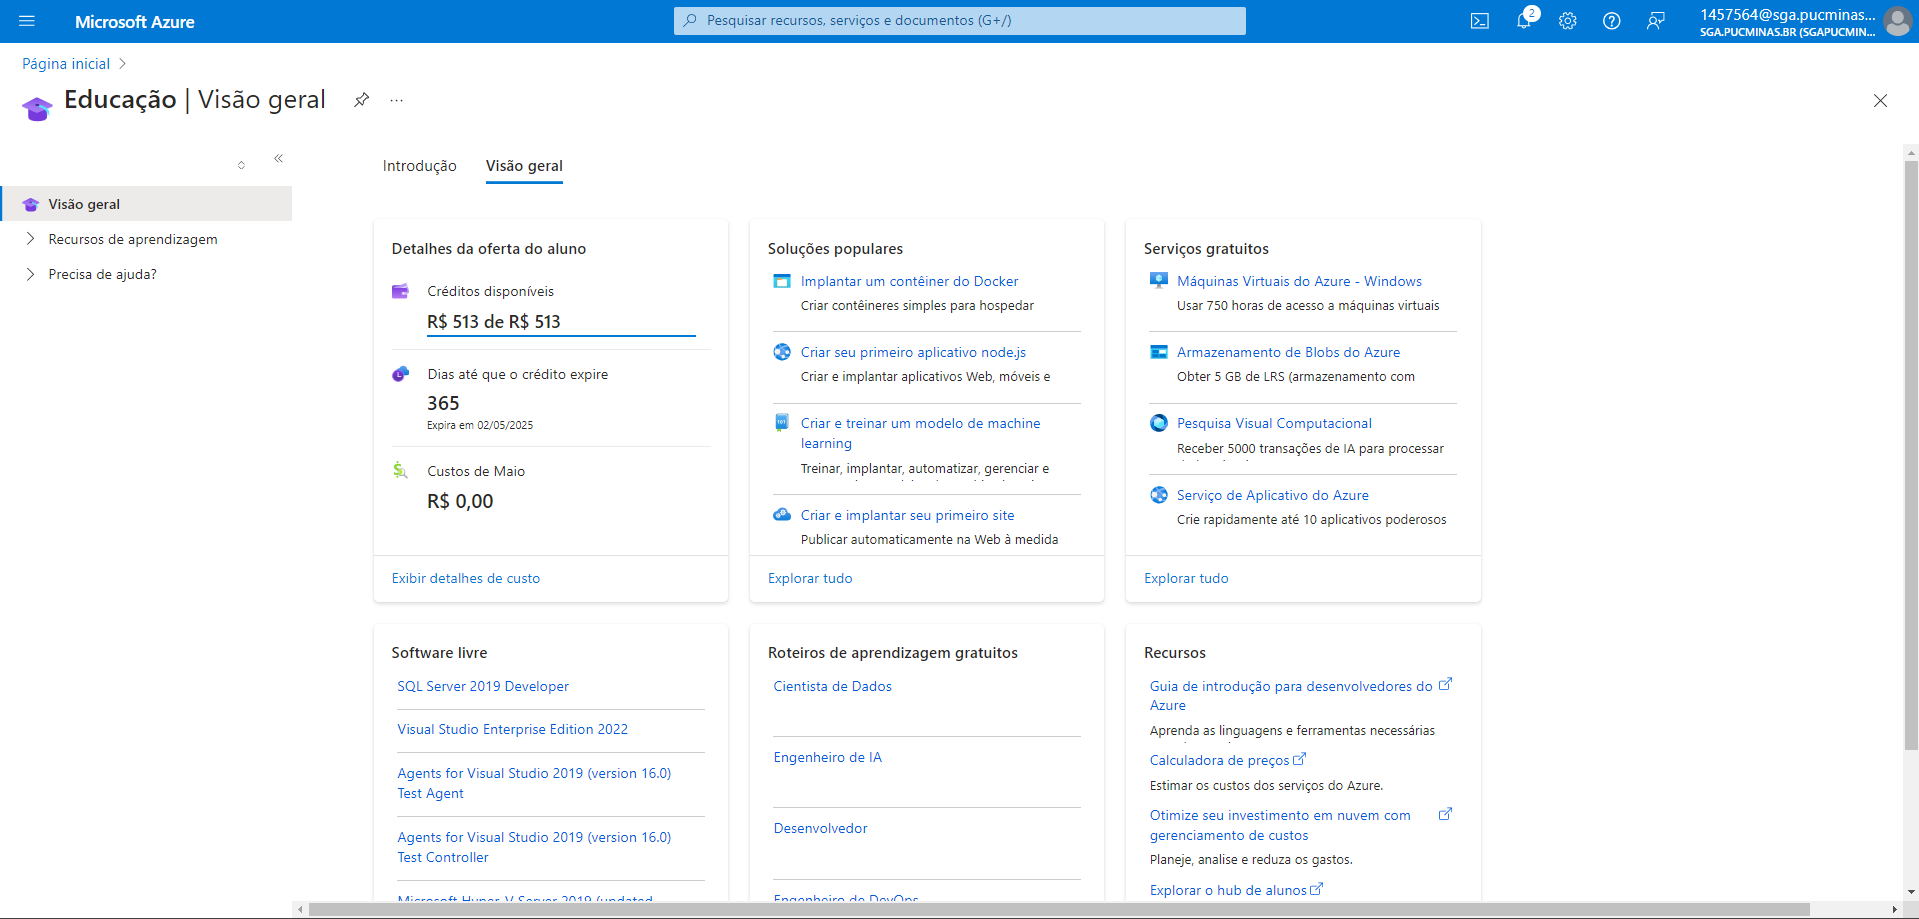 Microsoft Azure
Pesquisar recursos, serviços e documentos (G+/)
2
1457564@sga.pucminas...
SGA.PUCMINAS.BR (SGAPUCMIN...
Página inicial
Educação | Visão geral
Visão geral
Recursos de aprendizagem
Precisa de ajuda?
Introdução
Visão geral
Detalhes da oferta do aluno
Créditos disponíveis
R$ 513 de R$ 513
Dias até que o crédito expire
365
Expira em 02/05/2025
Custos de Maio
R$ 0,00
Exibir detalhes de custo
Soluções populares
Implantar um contêiner do Docker
Criar contêineres simples para hospedar
Criar seu primeiro aplicativo node.js
Criar e implantar aplicativos Web, móveis e
Criar e treinar um modelo de machine
learning
Treinar, implantar, automatizar, gerenciar e
Criar e implantar seu primeiro site
Publicar automaticamente na Web à medida
Explorar tudo
Serviços gratuitos
Máquinas Virtuais do Azure - Windows
Usar 750 horas de acesso a máquinas virtuais
Armazenamento de Blobs do Azure
Obter 5 GB de LRS (armazenamento com
Pesquisa Visual Computacional
Receber 5000 transações de IA para processar
Serviço de Aplicativo do Azure
Crie rapidamente até 10 aplicativos poderosos
Explorar tudo
Software livre
SQL Server 2019 Developer
Visual Studio Enterprise Edition 2022
Agents for Visual Studio 2019 (version 16.0)
Test Agent
Agents for Visual Studio 2019 (version 16.0)
Test Controller
Microsoft Hyper-V Server 2019 (updated
Roteiros de aprendizagem gratuitos
Cientista de Dados
Engenheiro de IA
Desenvolvedor
Engenheiro de DevOps
Recursos
Guia de introdução para desenvolvedores do
Azure
Aprenda as linguagens e ferramentas necessárias
Calculadora de preços
Estimar os custos dos serviços do Azure.
Otimize seu investimento em nuvem com
gerenciamento de custos
Planeje, analise e reduza os gastos.
Explorar o hub de alunos